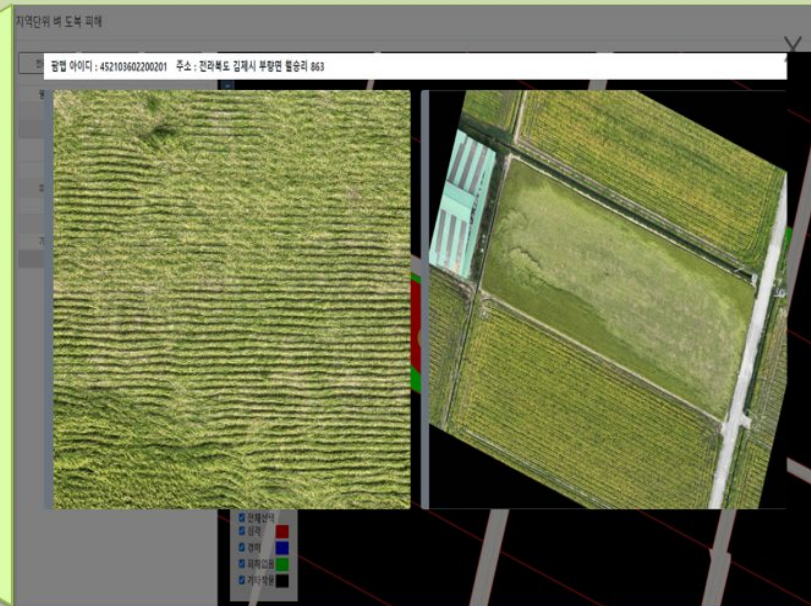 지역단위 벼 도복 피해
팜맵 아이디 : 452103602200201 주소 : 전라북도 김제시 부량면 월승리 863
전체선택
심각
경미
피해없음
기타작물